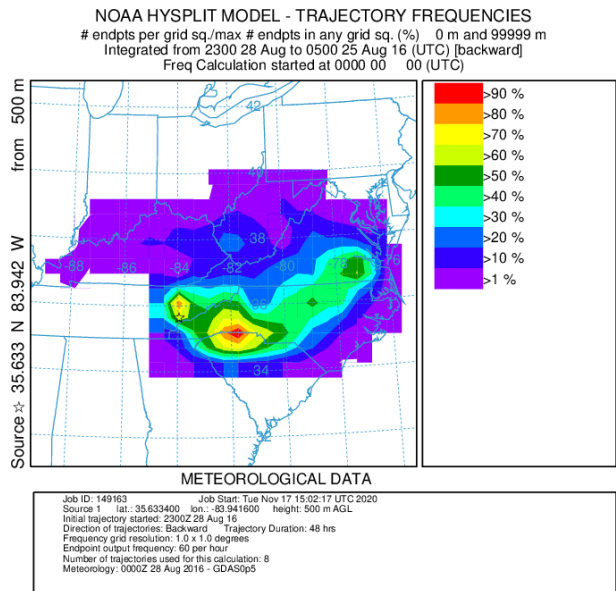 NOAA HYSPLIT MODEL - TRAJECTORY FREQUENCIES
# endpts per grid sq./max # endpts in any grid sq. (%)    0 m and 99999 m
Integrated from 2300 28 Aug to 0500 25 Aug 16 (UTC) [backward]
Freq Calculation started at 0000 00    00 (UTC)
Source ☆ 35.633 N 83.942 W    from 500 m
42
40
38
-88
-86
-84
-82
-80
-78
-76
36
34
>90 %
>80 %
>70 %
>60 %
>50 %
>40 %
>30 %
>20 %
>10 %
>1 %
METEOROLOGICAL DATA
Job ID: 149163    Job Start: Tue Nov 17 15:02:17 UTC 2020
Source 1    lat.: 35.633400    lon.: -83.941600    height: 500 m AGL
Initial trajectory started: 2300Z 28 Aug 16
Direction of trajectories: Backward    Trajectory Duration: 48 hrs
Frequency grid resolution: 1.0 x 1.0 degrees
Endpoint output frequency: 60 per hour
Number of trajectories used for this calculation: 8
Meteorology: 0000Z 28 Aug 2016 - GDAS0p5